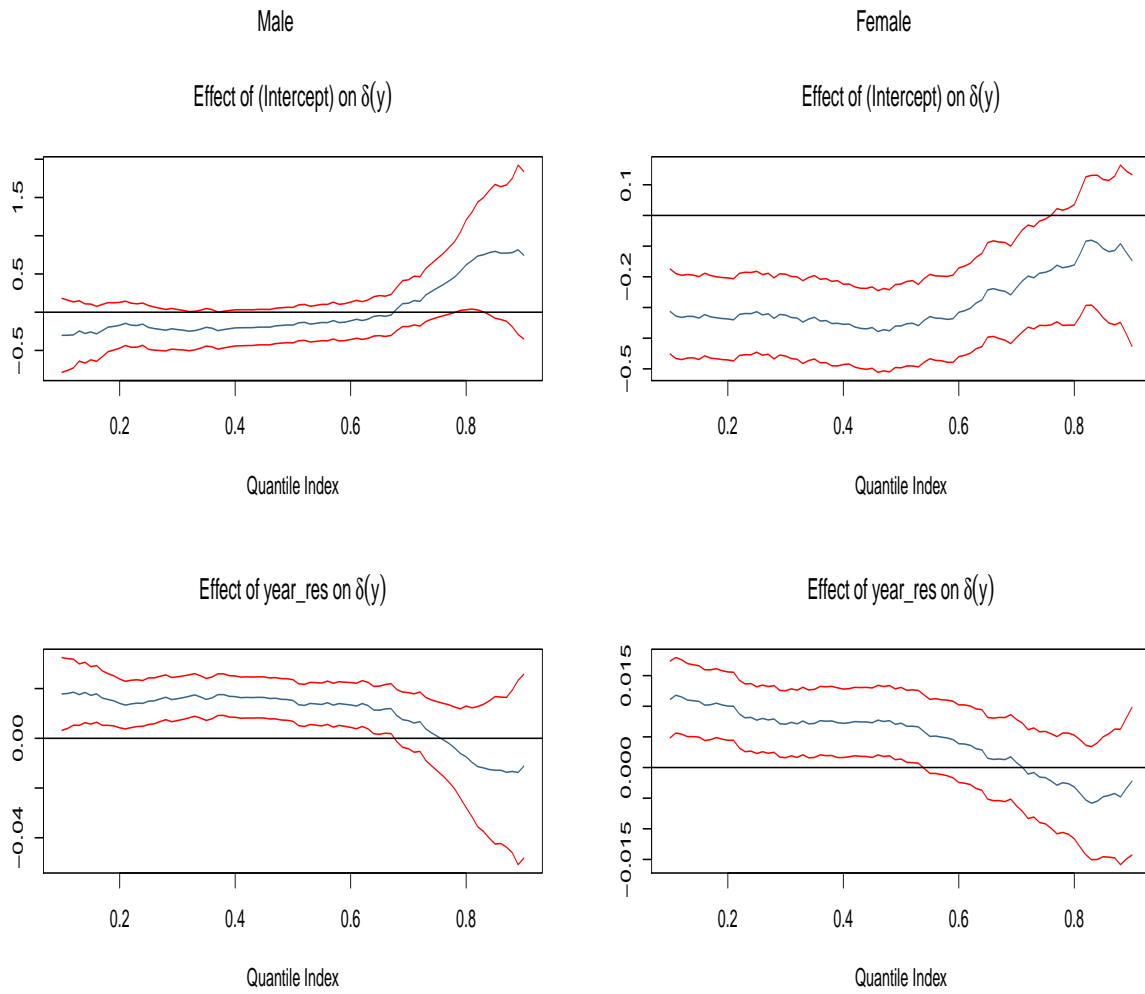 Male
Female
Effect of (Intercept) on δ(y)
Effect of (Intercept) on δ(y)
1.5
0.5
−0.5
0.2 0.4 0.6 0.8
Quantile Index
0.1
−0.2
−0.5
0.2 0.4 0.6 0.8
Quantile Index
Effect of year_res on δ(y)
Effect of year_res on δ(y)
0.00
−0.04
0.2 0.4 0.6 0.8
Quantile Index
0.015
0.000
−0.015
0.2 0.4 0.6 0.8
Quantile Index